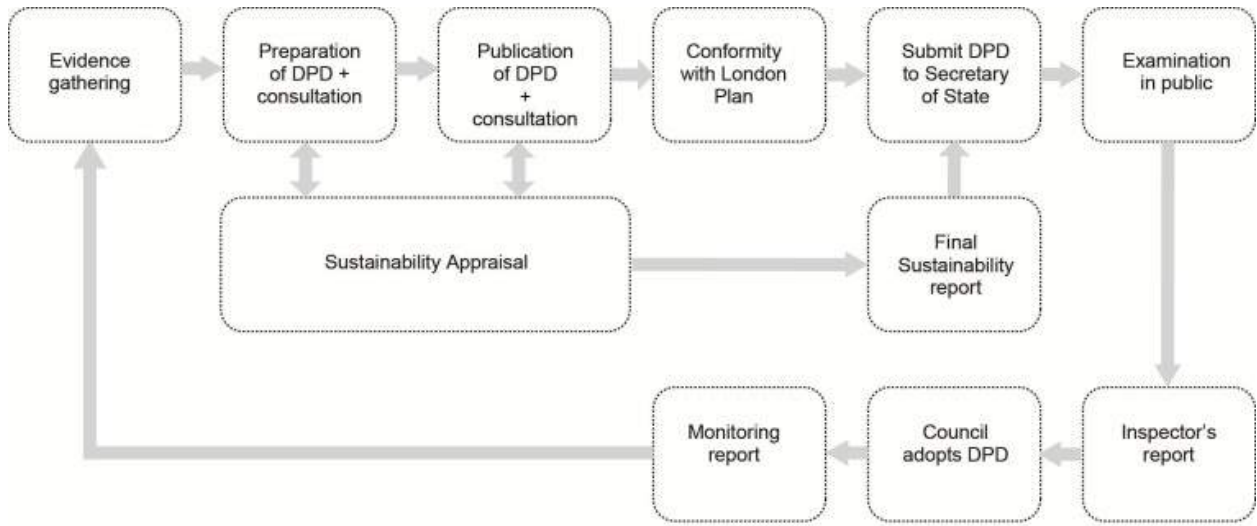 Evidence
gathering
Preparation
of DPD +
consultation
Publication
of DPD
+
consultation
Conformity
with London
Plan
Submit DPD
to Secretary
of State
Examination
in public
Sustainability Appraisal
Final
Sustainability
report
Monitoring
report
Council
adopts DPD
Inspector's
report